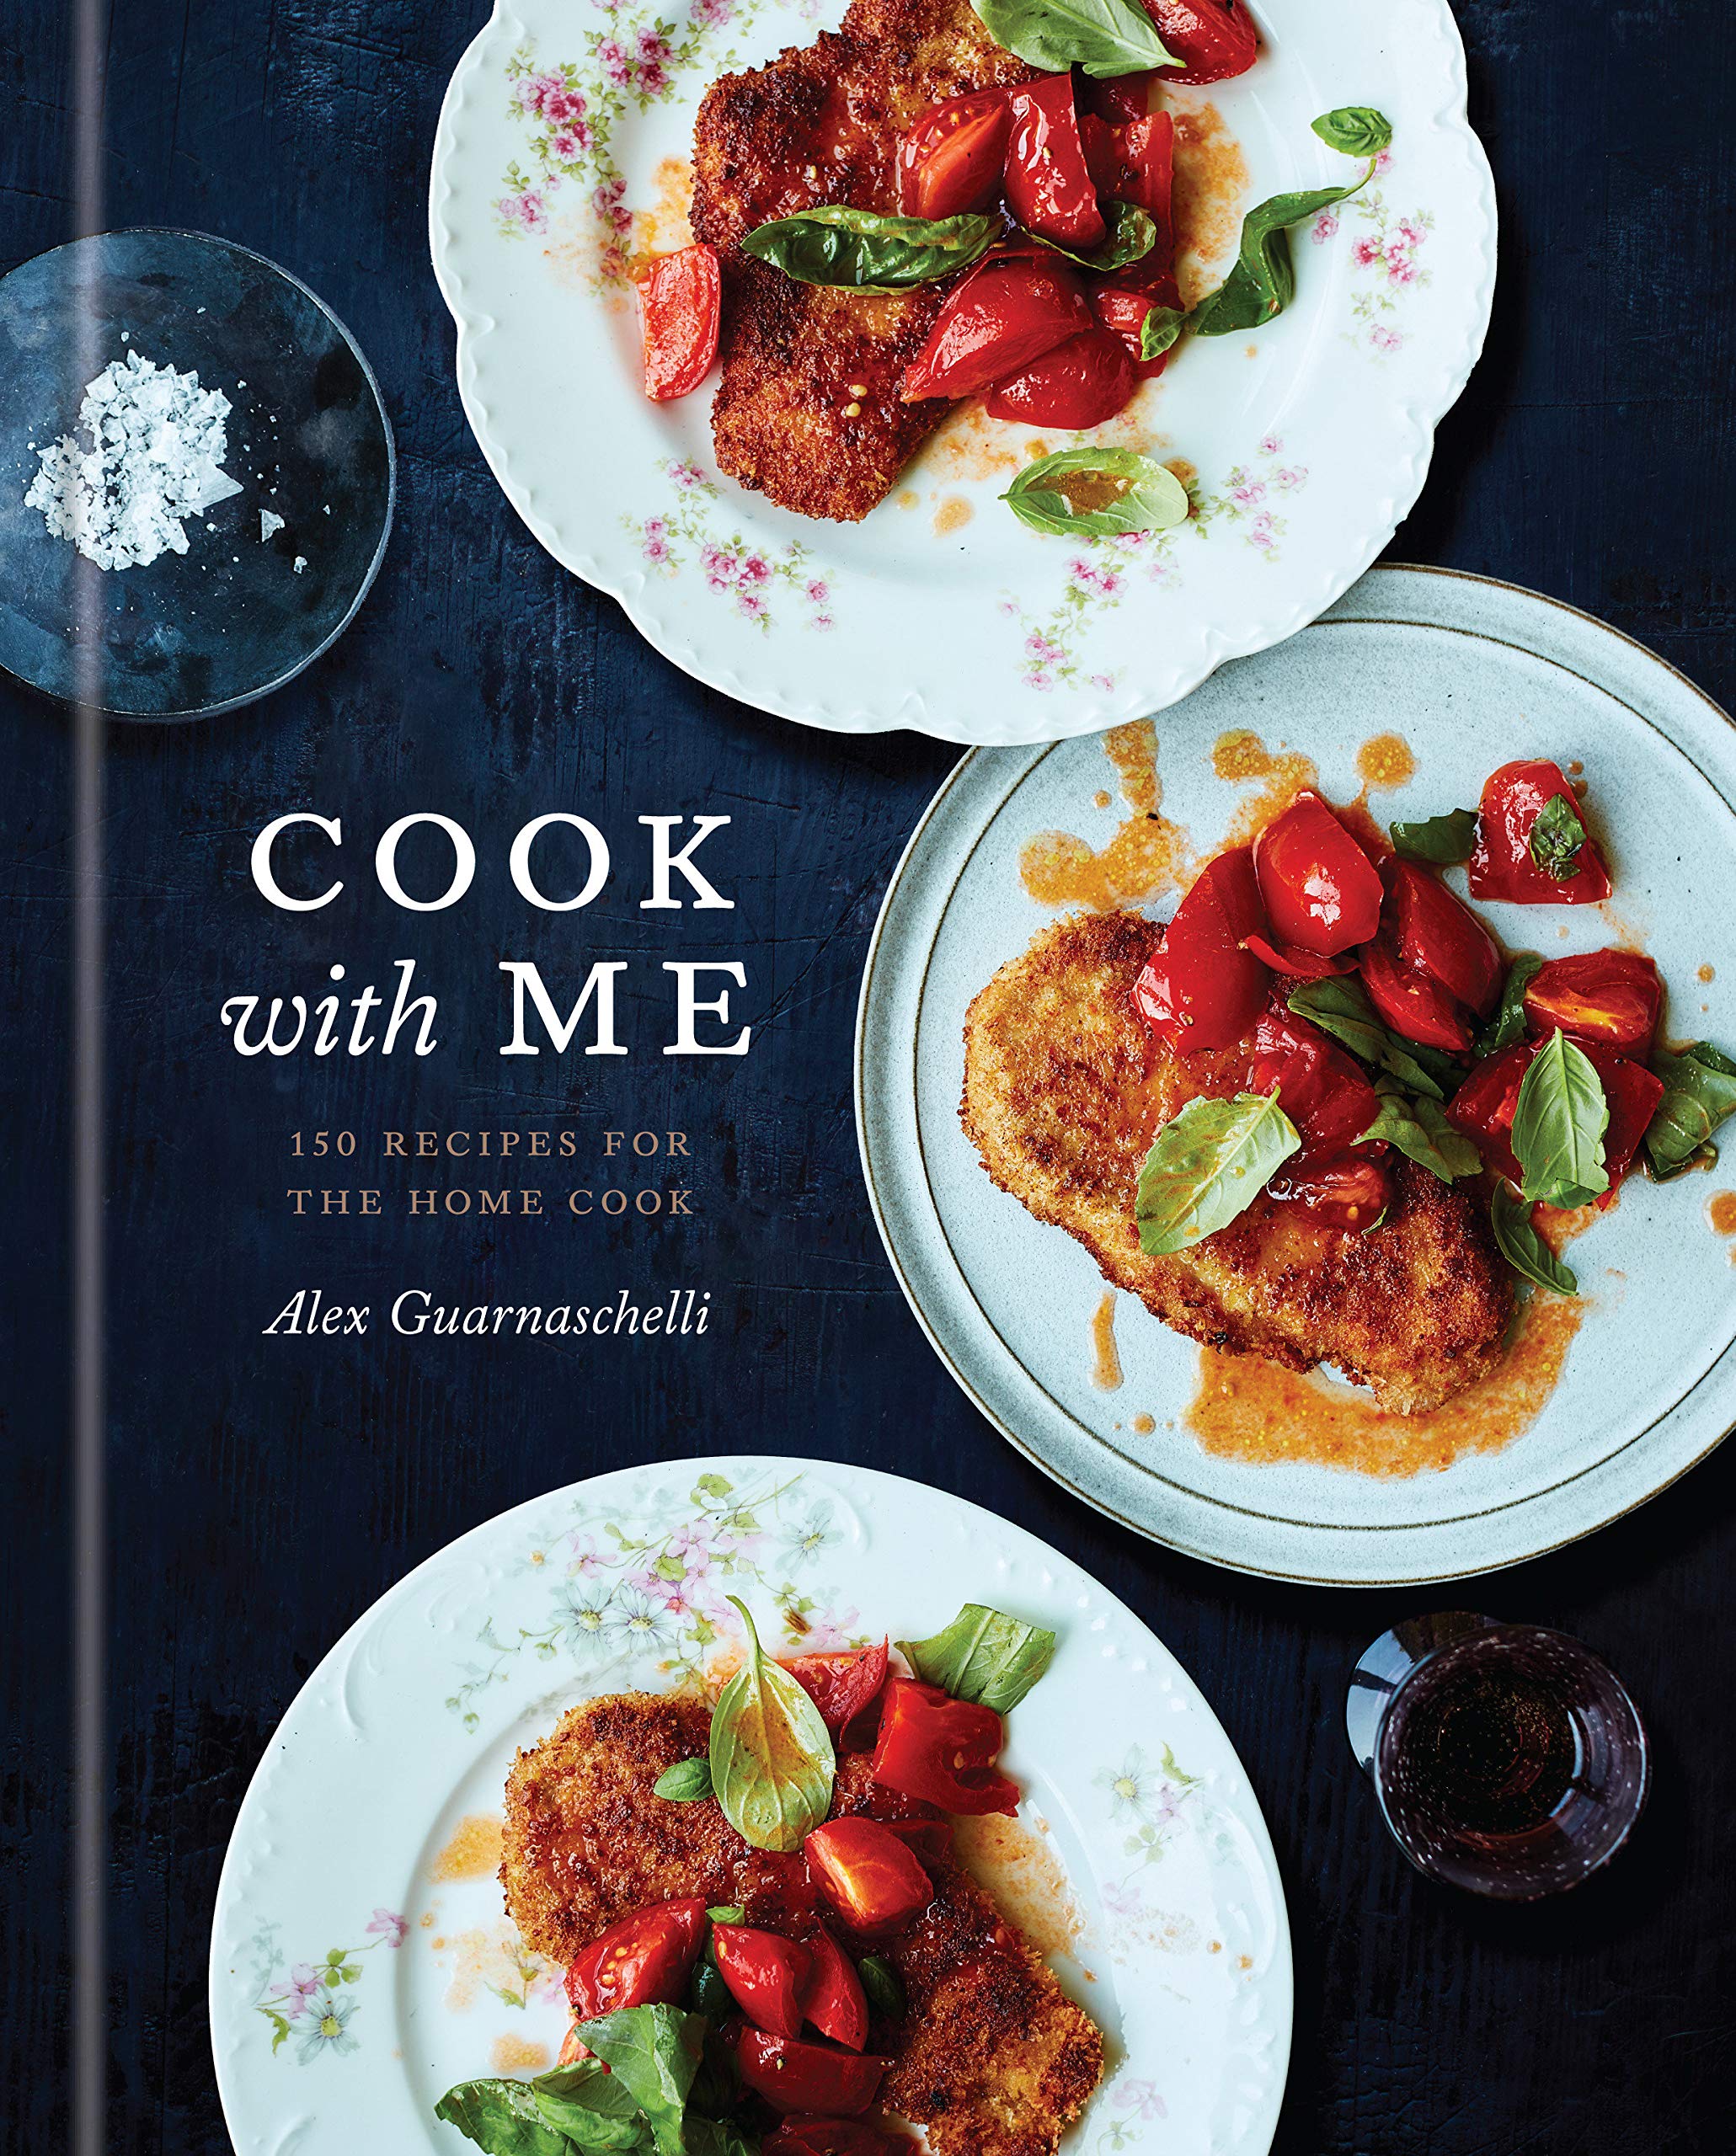 COOK
with ME
150 RECIPES FOR
THE HOME COOK
Alex Guarnaschelli